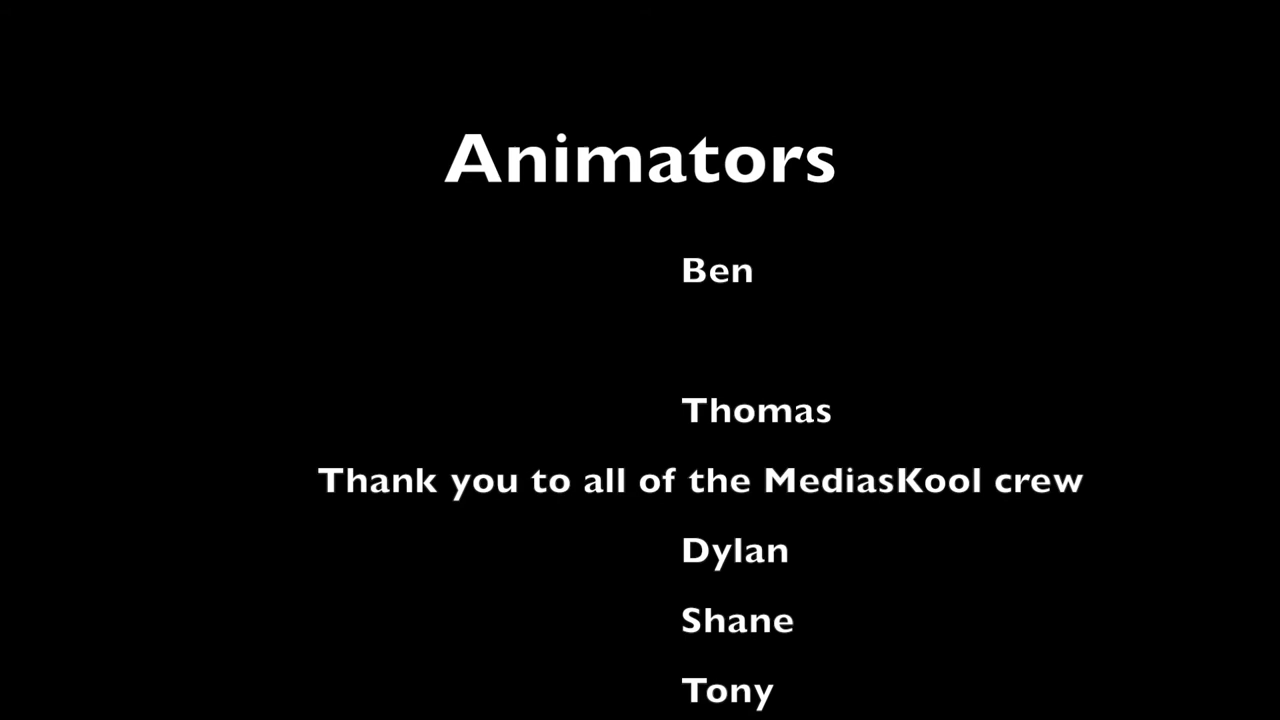 Animators
Ben
Thomas
Thank you to all of the MediasKool crew
Dylan
Shane
Tony